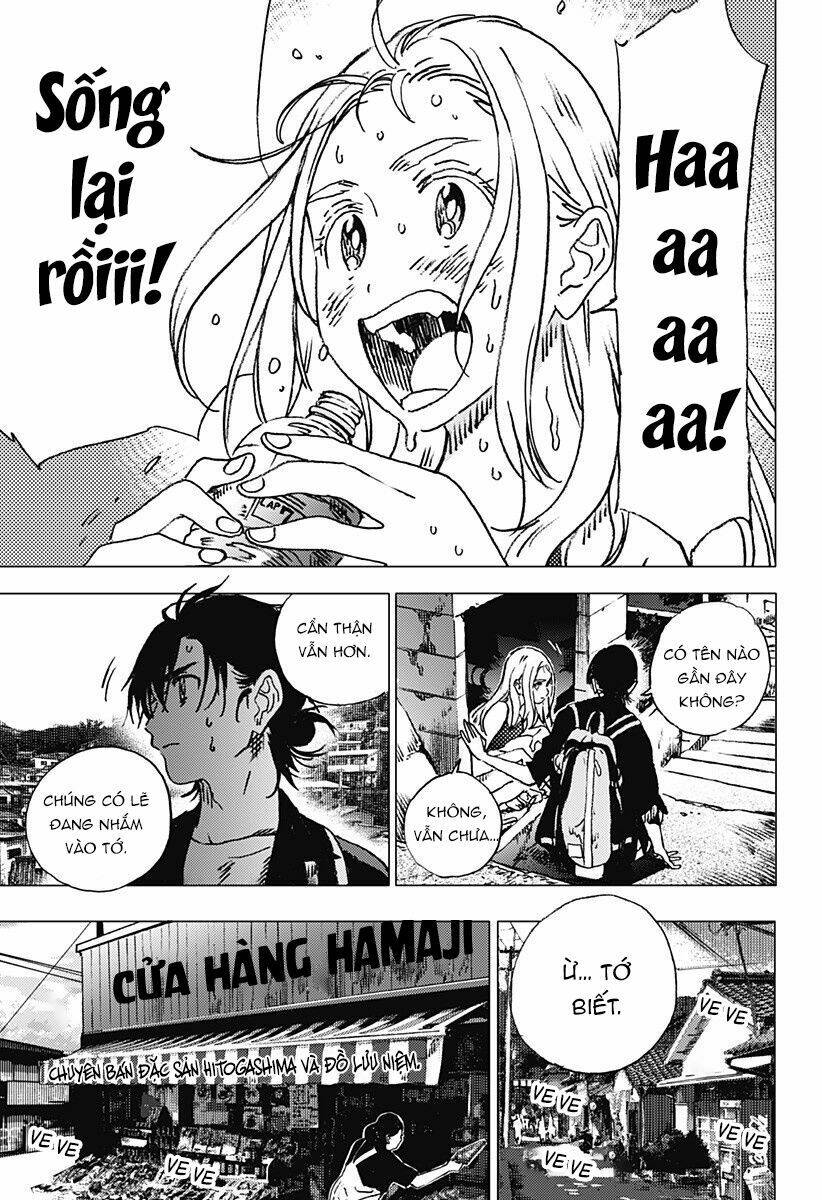 Haa
aa
aa
aa!
Sống
lại
rồiii!
CÓ TÊN NÀO
GẦN ĐÂY
KHÔNG?
KHÔNG,
VẪN CHƯA...
CẨN THẬN
VẪN HƠN.
CHÚNG CÓ LẼ
ĐANG NHẮM
VÀO TỚ.
Ừ... TỚ
BIẾT.
VE VE
VE VE
VE VE
VE VE
CỬA HÀNG HAMAJI
CHUYÊN BÁN ĐẶC SẢN HITOGASHIMA VÀ ĐỒ LƯU NIỆM.
VE VE
VE VE